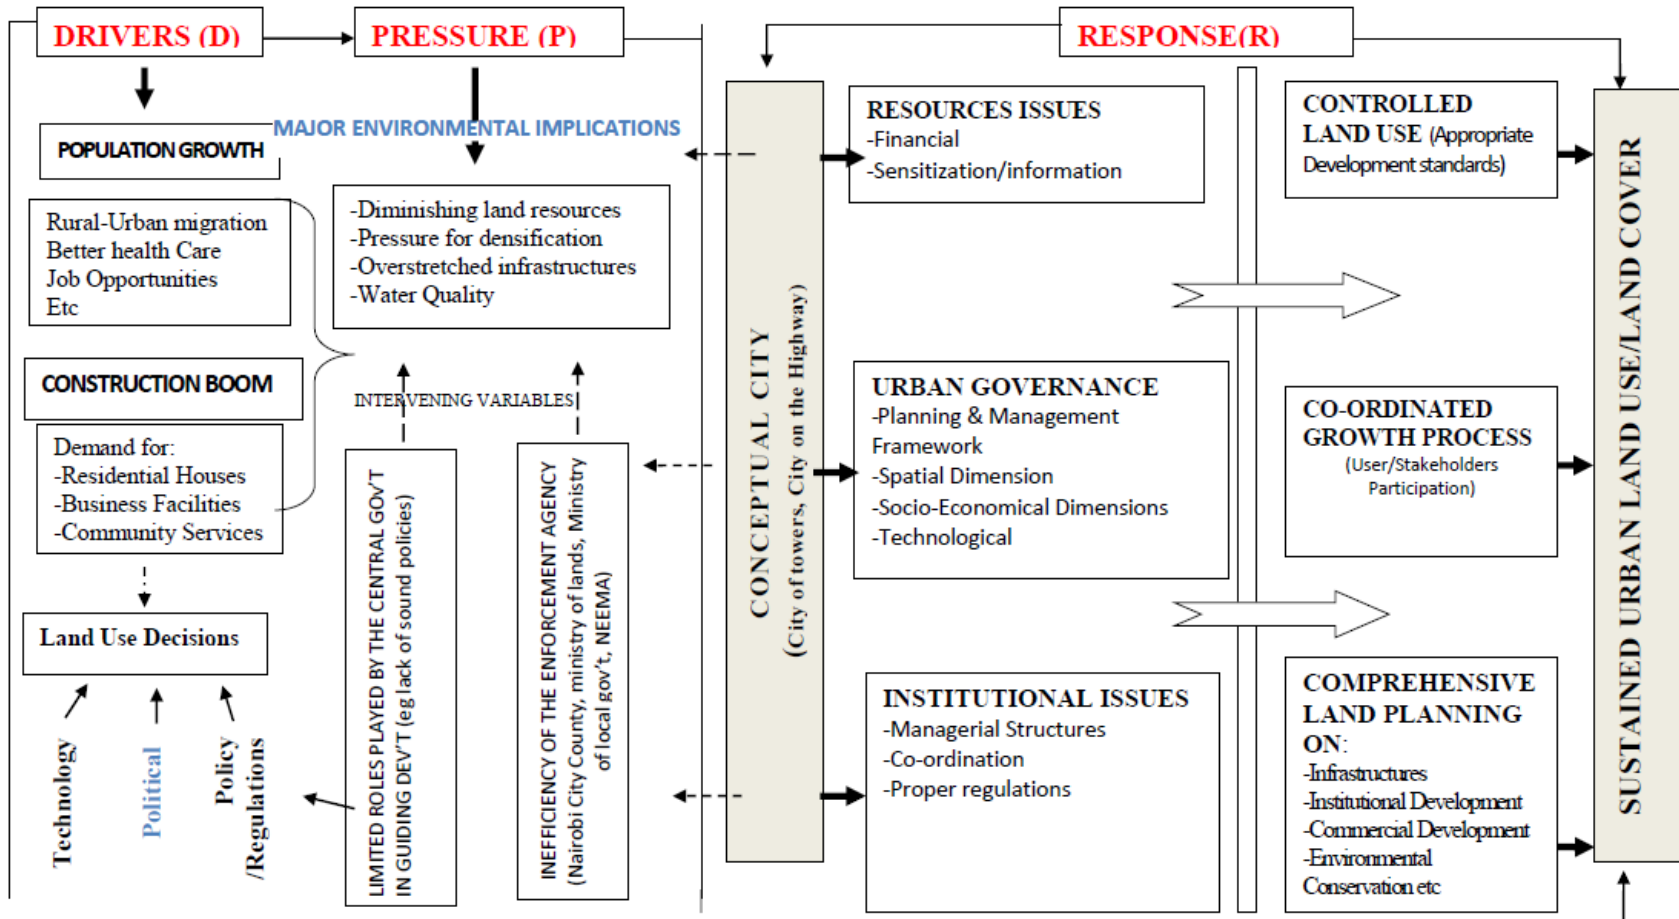 DRIVERS (D)
PRESSURE (P)
RESPONSE(R)
POPULATION GROWTH
Rural-Urban migration
Better health Care
Job Opportunities
Etc
CONSTRUCTION BOOM
Demand for:
-Residential Houses
-Business Facilities
-Community Services
Land Use Decisions
Technology
Political
Policy
/Regulations
MAJOR ENVIRONMENTAL IMPLICATIONS
-Diminishing land resources
-Pressure for densification
-Overstretched infrastructures
-Water Quality
INTERVENING VARIABLES
LIMITED ROLES PLAYED BY THE CENTRAL GOV'T
IN GUIDING DEV'T (eg lack of sound policies)
INEFFICIENCY OF THE ENFORCEMENT AGENCY
(Nairobi City County, ministry of lands, Ministry
of local gov't, NEEMA)
CONCEPTUAL CITY
(City of towers, City on the Highway)
RESOURCES ISSUES
-Financial
-Sensitization/information
URBAN GOVERNANCE
-Planning & Management
Framework
-Spatial Dimension
-Socio-Economical Dimensions
-Technological
INSTITUTIONAL ISSUES
-Managerial Structures
-Co-ordination
-Proper regulations
CONTROLLED
LAND USE (Appropriate
Development standards)
CO-ORDINATED
GROWTH PROCESS
(User/Stakeholders
Participation)
COMPREHENSIVE
LAND PLANNING
ON:
-Infrastructures
-Institutional Development
-Commercial Development
-Environmental
Conservation etc
SUSTAINED URBAN LAND USE/LAND COVER